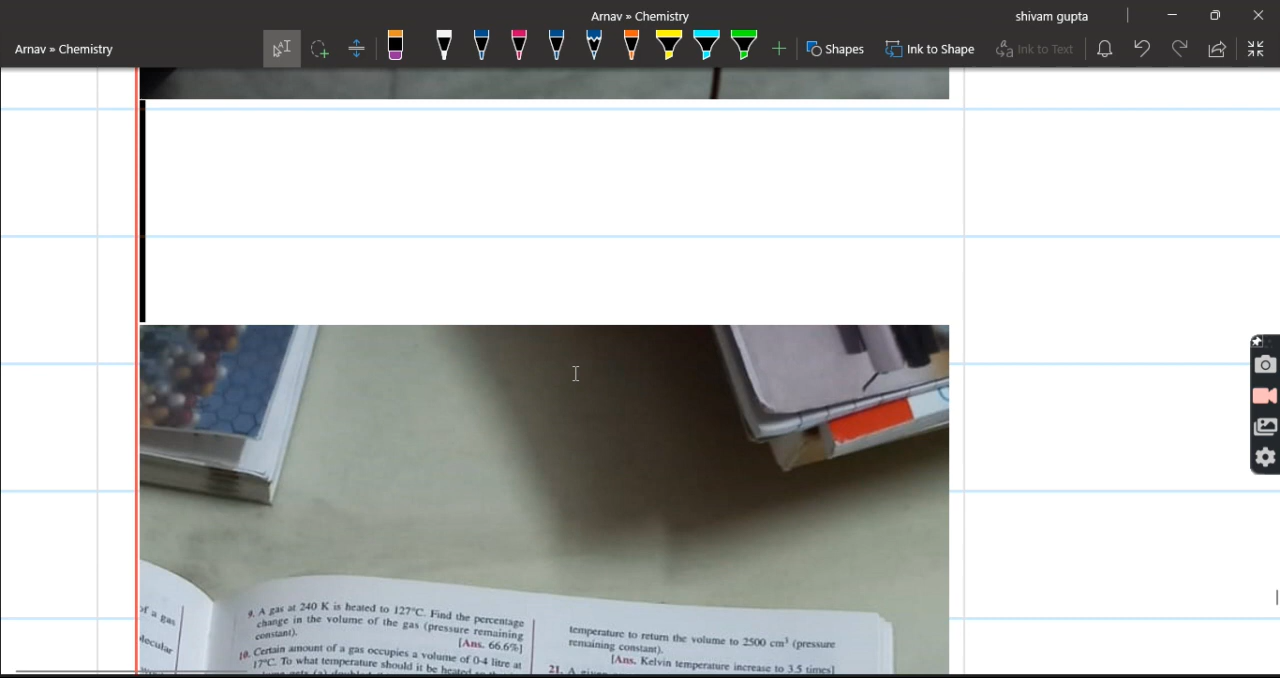 Arnav » Chemistry
shivam gupta
Arnav » Chemistry
Shapes
Ink to Shape
Ink to Text
of a gas
9. A gas at 240 K is heated to 127°C. Find the percentage
change in the volume of the gas (pressure remaining
constant).
[Ans. 66.6%]
10. Certain amount of a gas occupies a volume of 0·4 litre at
17°C. To what temperature should it be heated
temperature to return the volume to 2500 cm³ (pressure
remaining constant).
[Ans. Kelvin temperature increase to 3.5 times]
21. A given